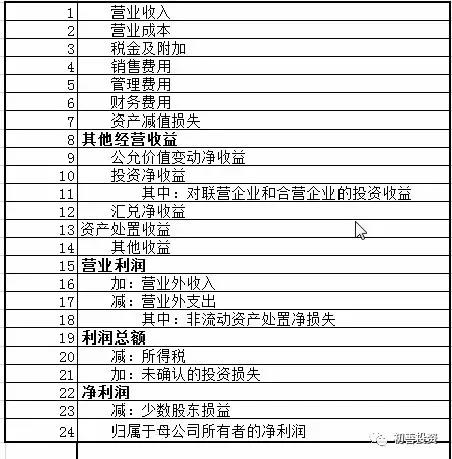 1 营业收入
2 营业成本
3 税金及附加
4 销售费用
5 管理费用
6 财务费用
7 资产减值损失
8 其他经营收益
9 公允价值变动净收益
10 投资净收益
11 其中：对联营企业和合营企业的投资收益
12 汇兑净收益
13 资产处置收益
14 其他收益
15 营业利润
16 加：营业外收入
17 减：营业外支出
18 其中：非流动资产处置净损失
19 利润总额
20 减：所得税
21 加：未确认的投资损失
22 净利润
23 减：少数股东损益
24 归属于母公司所有者的净利润
初善投资